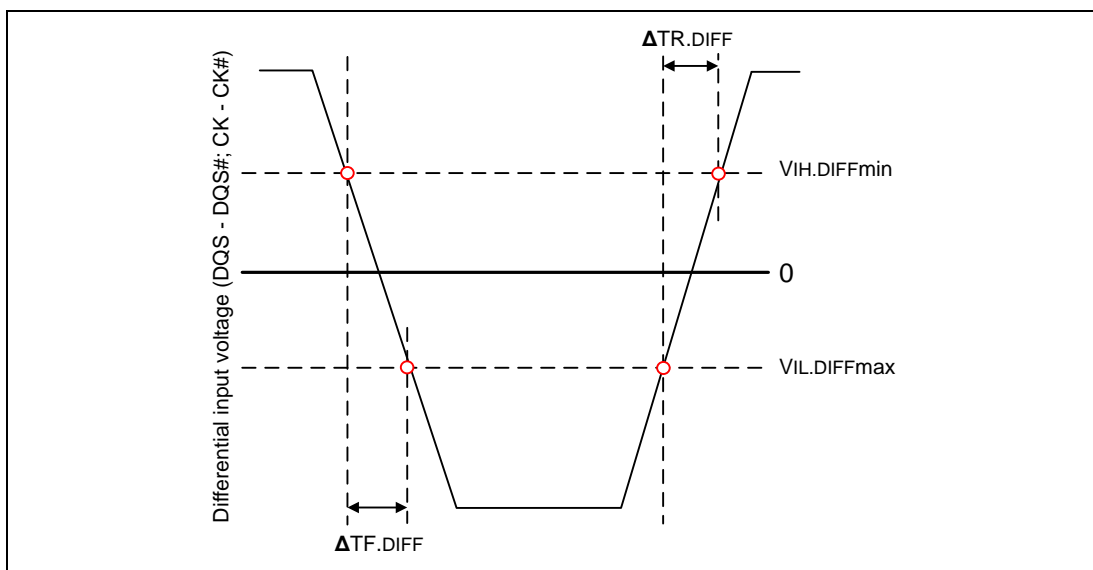 ΔTR.DIFF
Differential input voltage (DQS - DQS#; CK - CK#)
VIH.DIFFmin
0
VIL.DIFFmax
ΔTF.DIFF